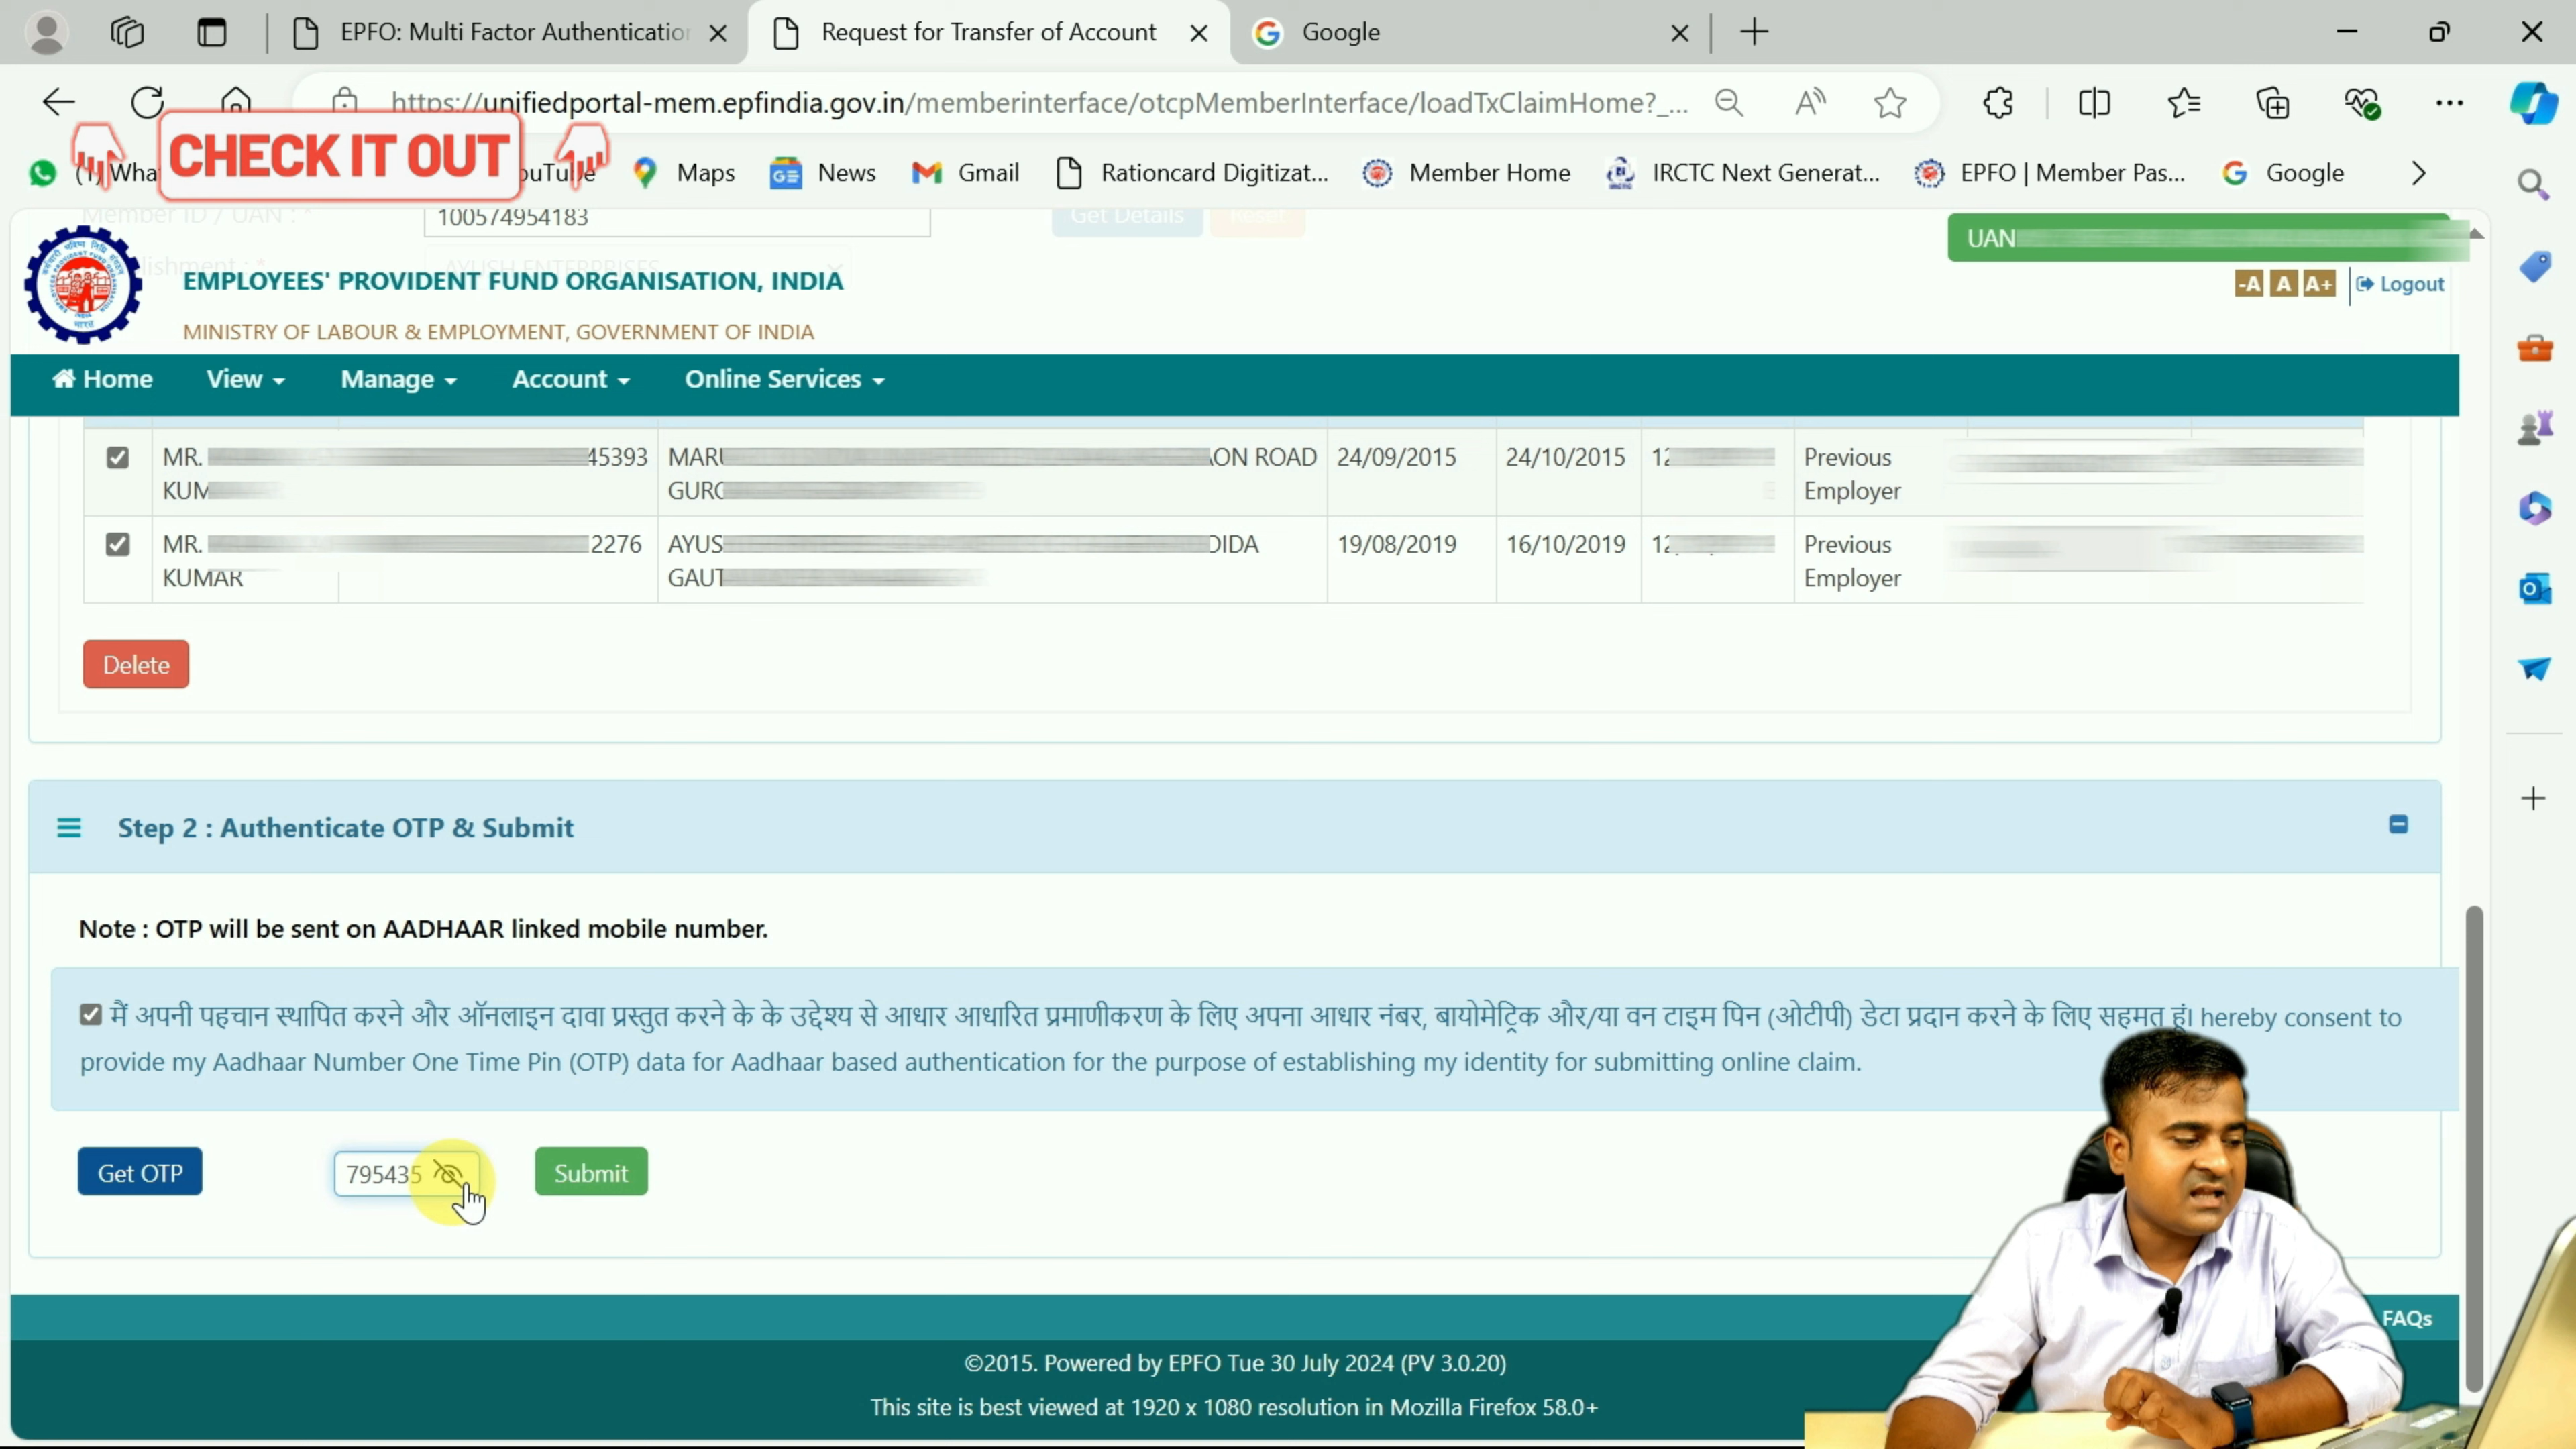 EPFO: Multi Factor Authentication
Request for Transfer of Account
Google
https://unifiedportal-mem.epfindia.gov.in/memberinterface/otcpMemberInterface/loadTxClaimHome?_...
CHECK IT OUT
Maps
News
Gmail
Rationcard Digitizat...
Member Home
IRCTC Next Generat...
EPFO | Member Pas...
Google
Member ID / UAN : *
100574954183
Get Details
Reset
UAN
AYUSH ENTERPRISES
EMPLOYEES' PROVIDENT FUND ORGANISATION, INDIA
-A A A+ Logout
MINISTRY OF LABOUR & EMPLOYMENT, GOVERNMENT OF INDIA
Home View Manage Account Online Services
MR. 45393 ON ROAD 24/09/2015 24/10/2015 Previous
Employer
MR. 2276 19/08/2019 16/10/2019 Previous
KUMAR Employer
Delete
Step 2 : Authenticate OTP & Submit
Note : OTP will be sent on AADHAAR linked mobile number.
मैं अपनी पहचान स्थापित करने और ऑनलाइन दावा प्रस्तुत करने के के उद्देश्य से आधार आधारित प्रमाणीकरण के लिए अपना आधार नंबर, बायोमेट्रिक और/या वन टाइम पिन (ओटीपी) डेटा प्रदान करने के लिए सहमत हूं। hereby consent to
provide my Aadhaar Number One Time Pin (OTP) data for Aadhaar based authentication for the purpose of establishing my identity for submitting online claim.
Get OTP
795435
Submit
FAQs
©2015. Powered by EPFO Tue 30 July 2024 (PV 3.0.20)
This site is best viewed at 1920 x 1080 resolution in Mozilla Firefox 58.0+